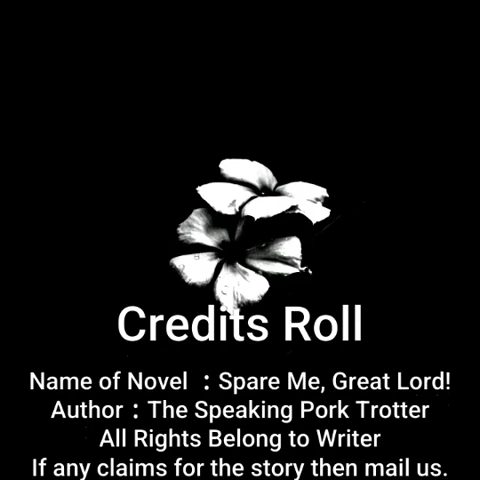 Credits Roll
Name of Novel : Spare Me, Great Lord!
Author : The Speaking Pork Trotter
All Rights Belong to Writer
If any claims for the story then mail us.